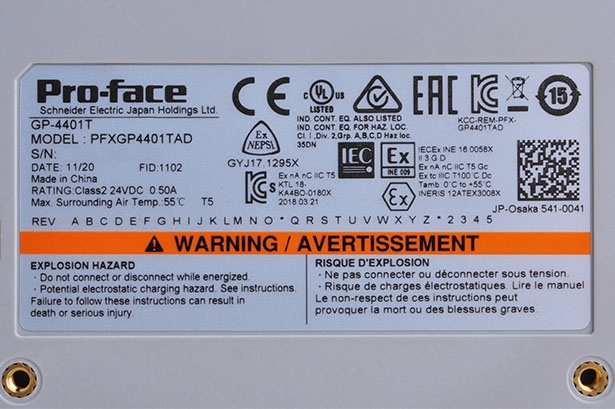 Pro-face
Schneider Electric Japan Holdings Ltd.
GP-4401T
MODEL : PFXGP4401TAD
S/N:
DATE: 11/20 FID:1102
Made in China
RATING:Class2 24VDC 0.50A
Max. Surrounding Air Temp.:55°C T5
CE
c UL US
LISTED
IND. CONT. EQ. ALSO LISTED
IND. CONT. EQ. FOR HAZ. LOC.
Cl. I, Div. 2, Grp. A,B,C,D Haz. loc.
35DN
EAC
KCC-REM-PFX-
GP4401TAD
15
Ex
NEPSI
GYJ17.1295X
Ex nA nC IIC T5
KTL 18-
KA4BO-0180X
2018.03.21
IEC
Ex
INE 009
Ex
IECEx INE 16.0058X
II 3 G D
Ex nA nC IIC T5 Gc
Ex tc IIIC T100°C Dc
Tamb: 0°C to +55°C
INERIS 12ATEX3008X
JP-Osaka 541-0041
REV A B C D E F G H I J K L M N O * Q R S T U V W X Y Z * 2 3 4 5
WARNING / AVERTISSEMENT
EXPLOSION HAZARD
· Do not connect or disconnect while energized.
· Potential electrostatic charging hazard. See instructions.
Failure to follow these instructions can result in
death or serious injury.
RISQUE D'EXPLOSION
· Ne pas connecter ou déconnecter sous tension.
· Risque de charges électrostatiques. Lire le manuel.
Le non-respect de ces instructions peut
provoquer la mort ou des blessures graves.